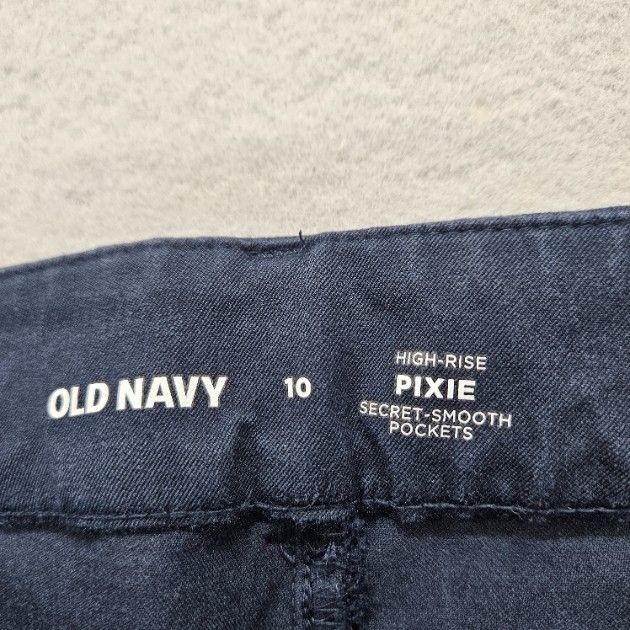 OLD NAVY
10
HIGH-RISE
PIXIE
SECRET-SMOOTH
POCKETS